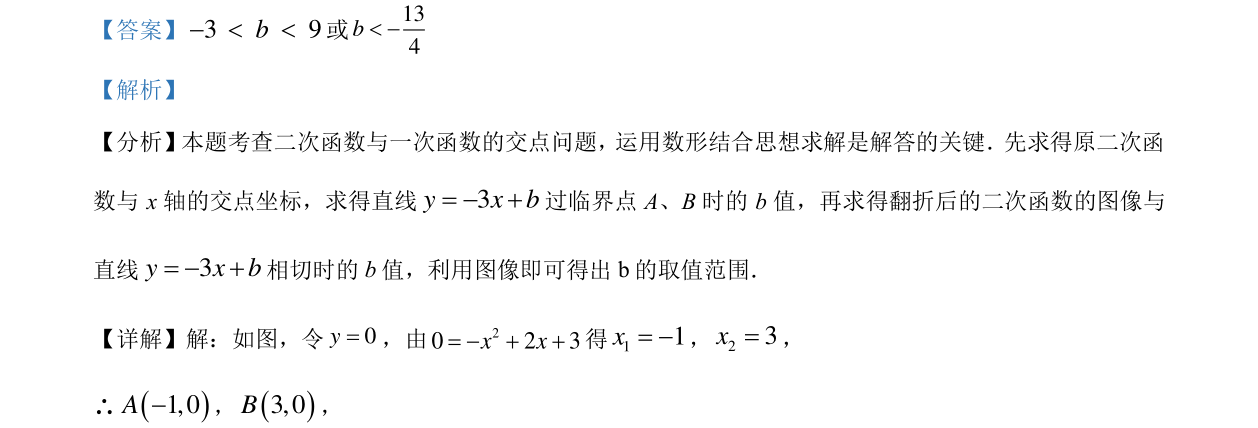 【答案】−3 < b < 9或b<−13/4
【解析】
【分析】本题考查二次函数与一次函数的交点问题，运用数形结合思想求解是解答的关键．先求得原二次函
数与 x 轴的交点坐标，求得直线 y=−3x+b 过临界点 A、B 时的 b 值，再求得翻折后的二次函数的图像与
直线 y=−3x+b 相切时的 b 值，利用图像即可得出 b 的取值范围．
【详解】解：如图，令 y=0，由 0=−x²+2x+3 得 x₁=−1，x₂=3，
∴ A(−1,0)，B(3,0)，